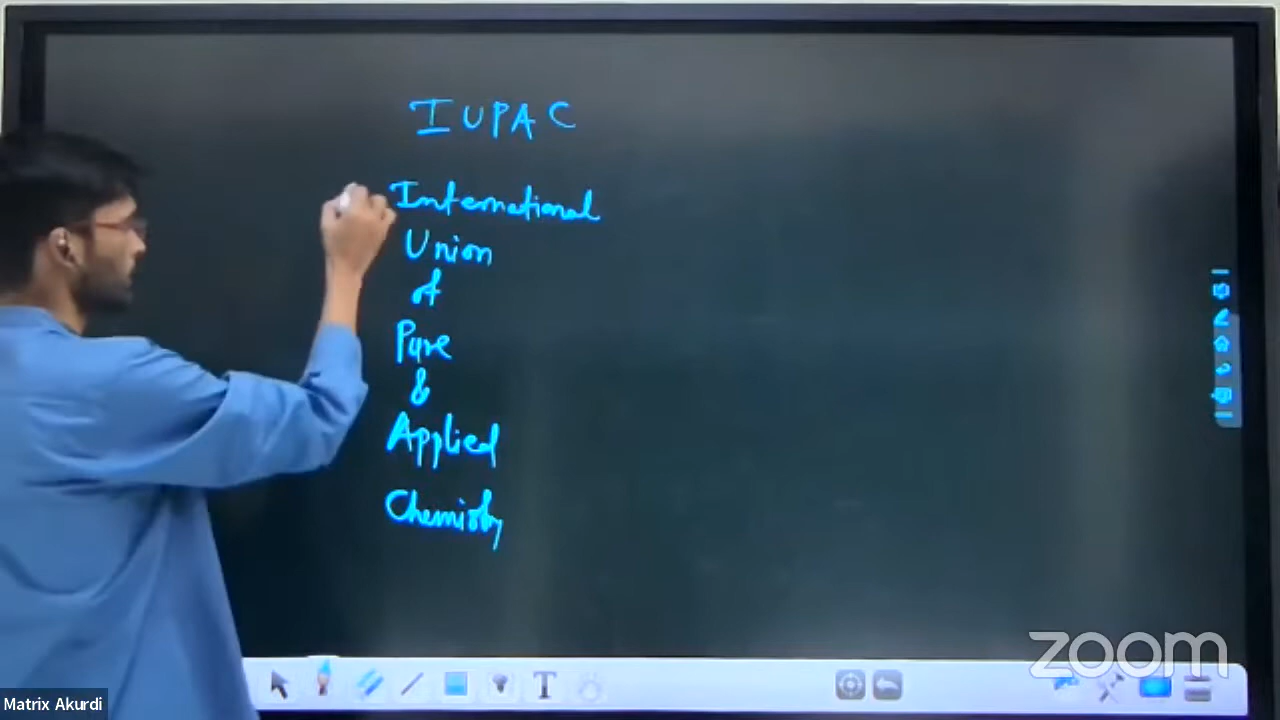 IUPAC
International
Union
of
Pure
&
Applied
Chemistry
zoom
T
Matrix Akurdi